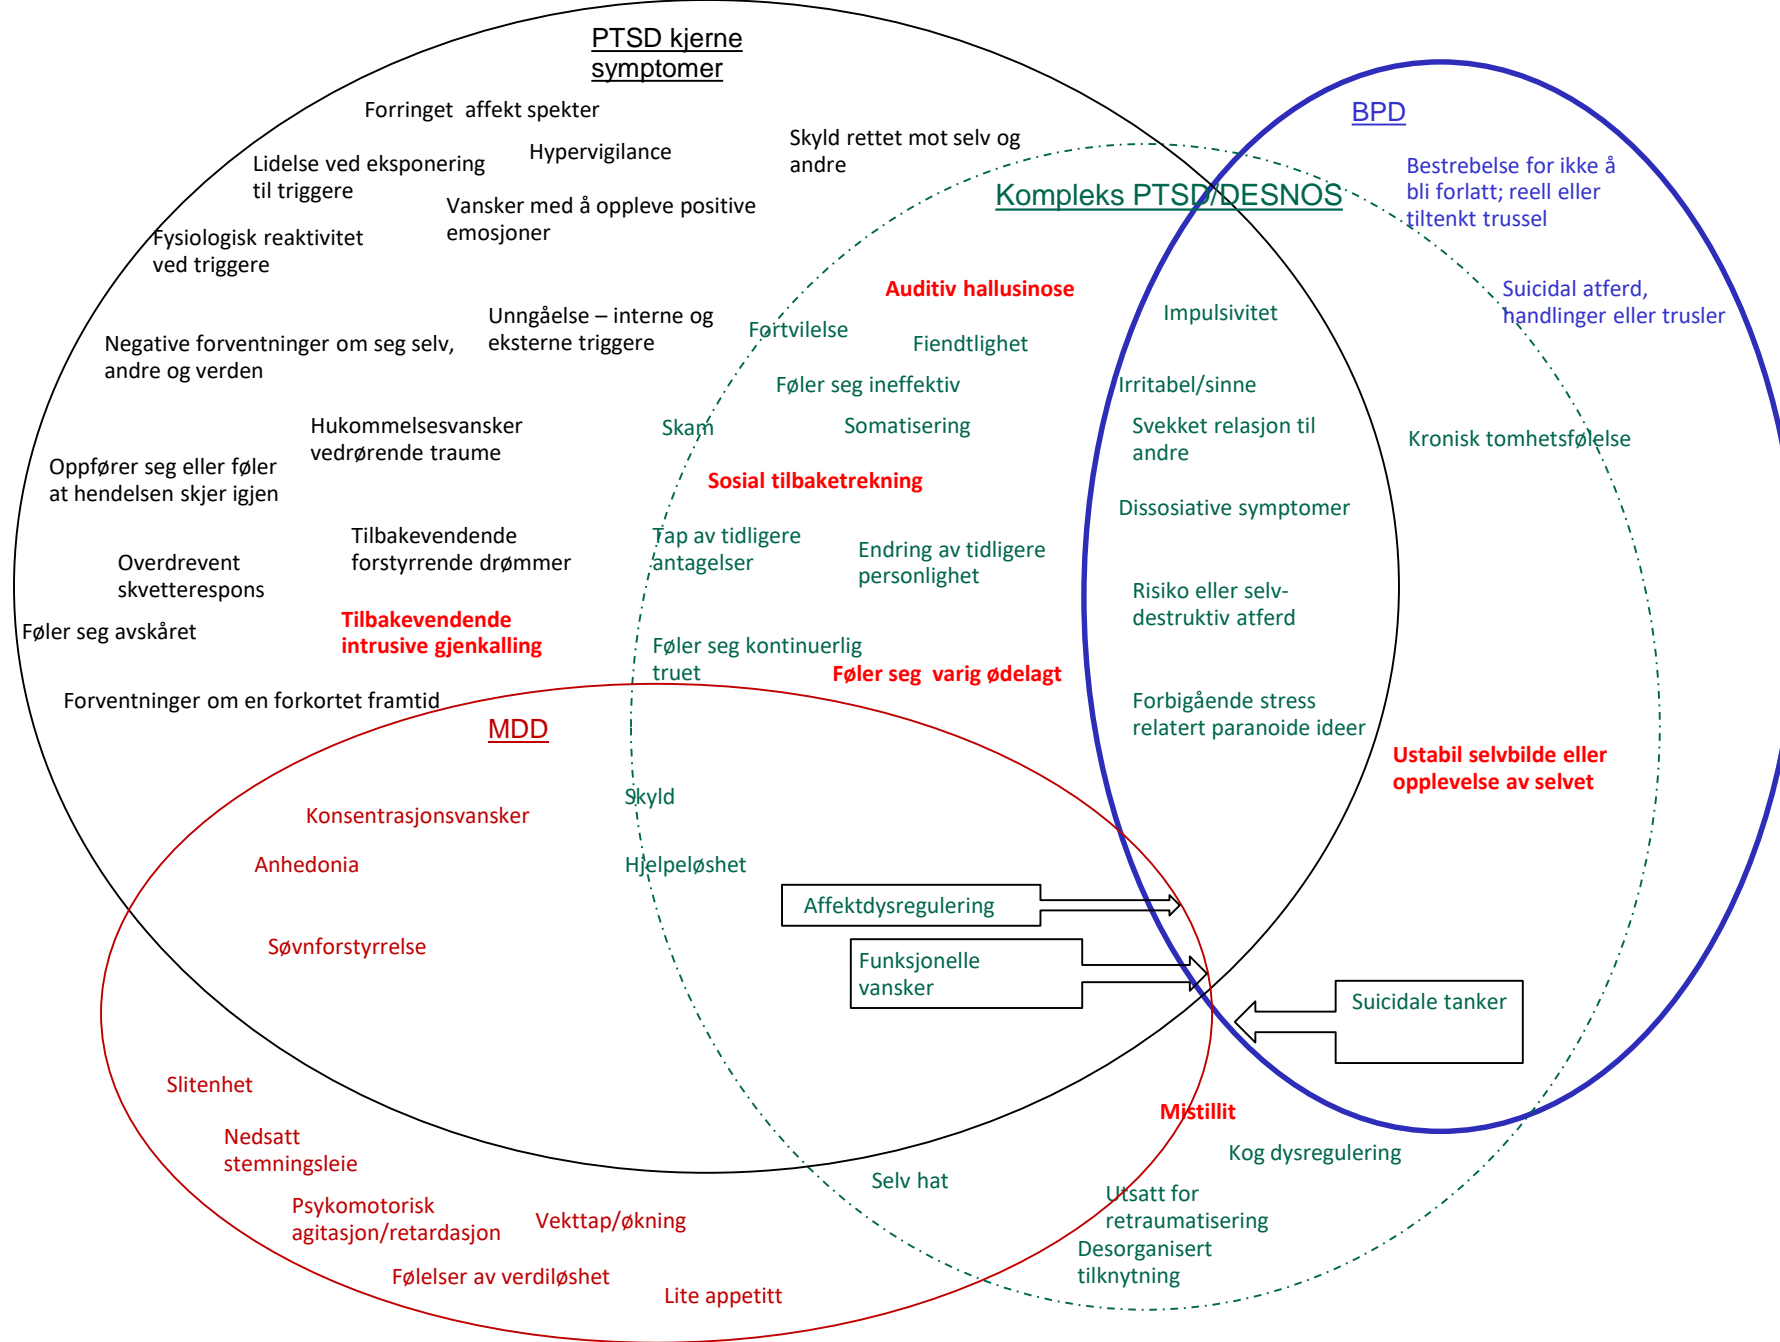 PTSD kjerne
symptomer
Forringet  affekt spekter
Hypervigilance
Skyld rettet mot selv og
andre
Lidelse ved eksponering
til triggere
Vansker med å oppleve positive
emosjoner
Fysiologisk reaktivitet
ved triggere
Unngåelse – interne og
eksterne triggere
Negative forventninger om seg selv,
andre og verden
Hukommelsesvansker
vedrørende traume
Oppfører seg eller føler
at hendelsen skjer igjen
Tilbakevendende
forstyrrende drømmer
Overdrevent
skvetterespons
Føler seg avskåret
Tilbakevendende
intrusive gjenkalling
Forventninger om en forkortet framtid
Kompleks PTSD/DESNOS
Auditiv hallusinose
Fortvilelse
Fiendtlighet
Føler seg ineffektiv
Skam
Somatisering
Sosial tilbaketrekning
Tap av tidligere
antagelser
Endring av tidligere
personlighet
Føler seg kontinuerlig
truet
Føler seg  varig ødelagt
BPD
Bestrebelse for ikke å
bli forlatt; reell eller
tiltenkt trussel
Suicidal atferd,
handlinger eller trusler
Impulsivitet
Irritabel/sinne
Svekket relasjon til
andre
Kronisk tomhetsfølelse
Dissosiative symptomer
Risiko eller selv-
destruktiv atferd
Forbigående stress
relatert paranoide ideer
Ustabil selvbilde eller
opplevelse av selvet
MDD
Konsentrasjonsvansker
Skyld
Anhedonia
Hjelpeløshet
Affektdysregulering
Søvnforstyrrelse
Funksjonelle
vansker
Suicidale tanker
Slitenhet
Nedsatt
stemningsleie
Psykomotorisk
agitasjon/retardasjon
Vekttap/økning
Følelser av verdiløshet
Lite appetitt
Selv hat
Mistillit
Kog dysregulering
Utsatt for
retraumatisering
Desorganisert
tilknytning